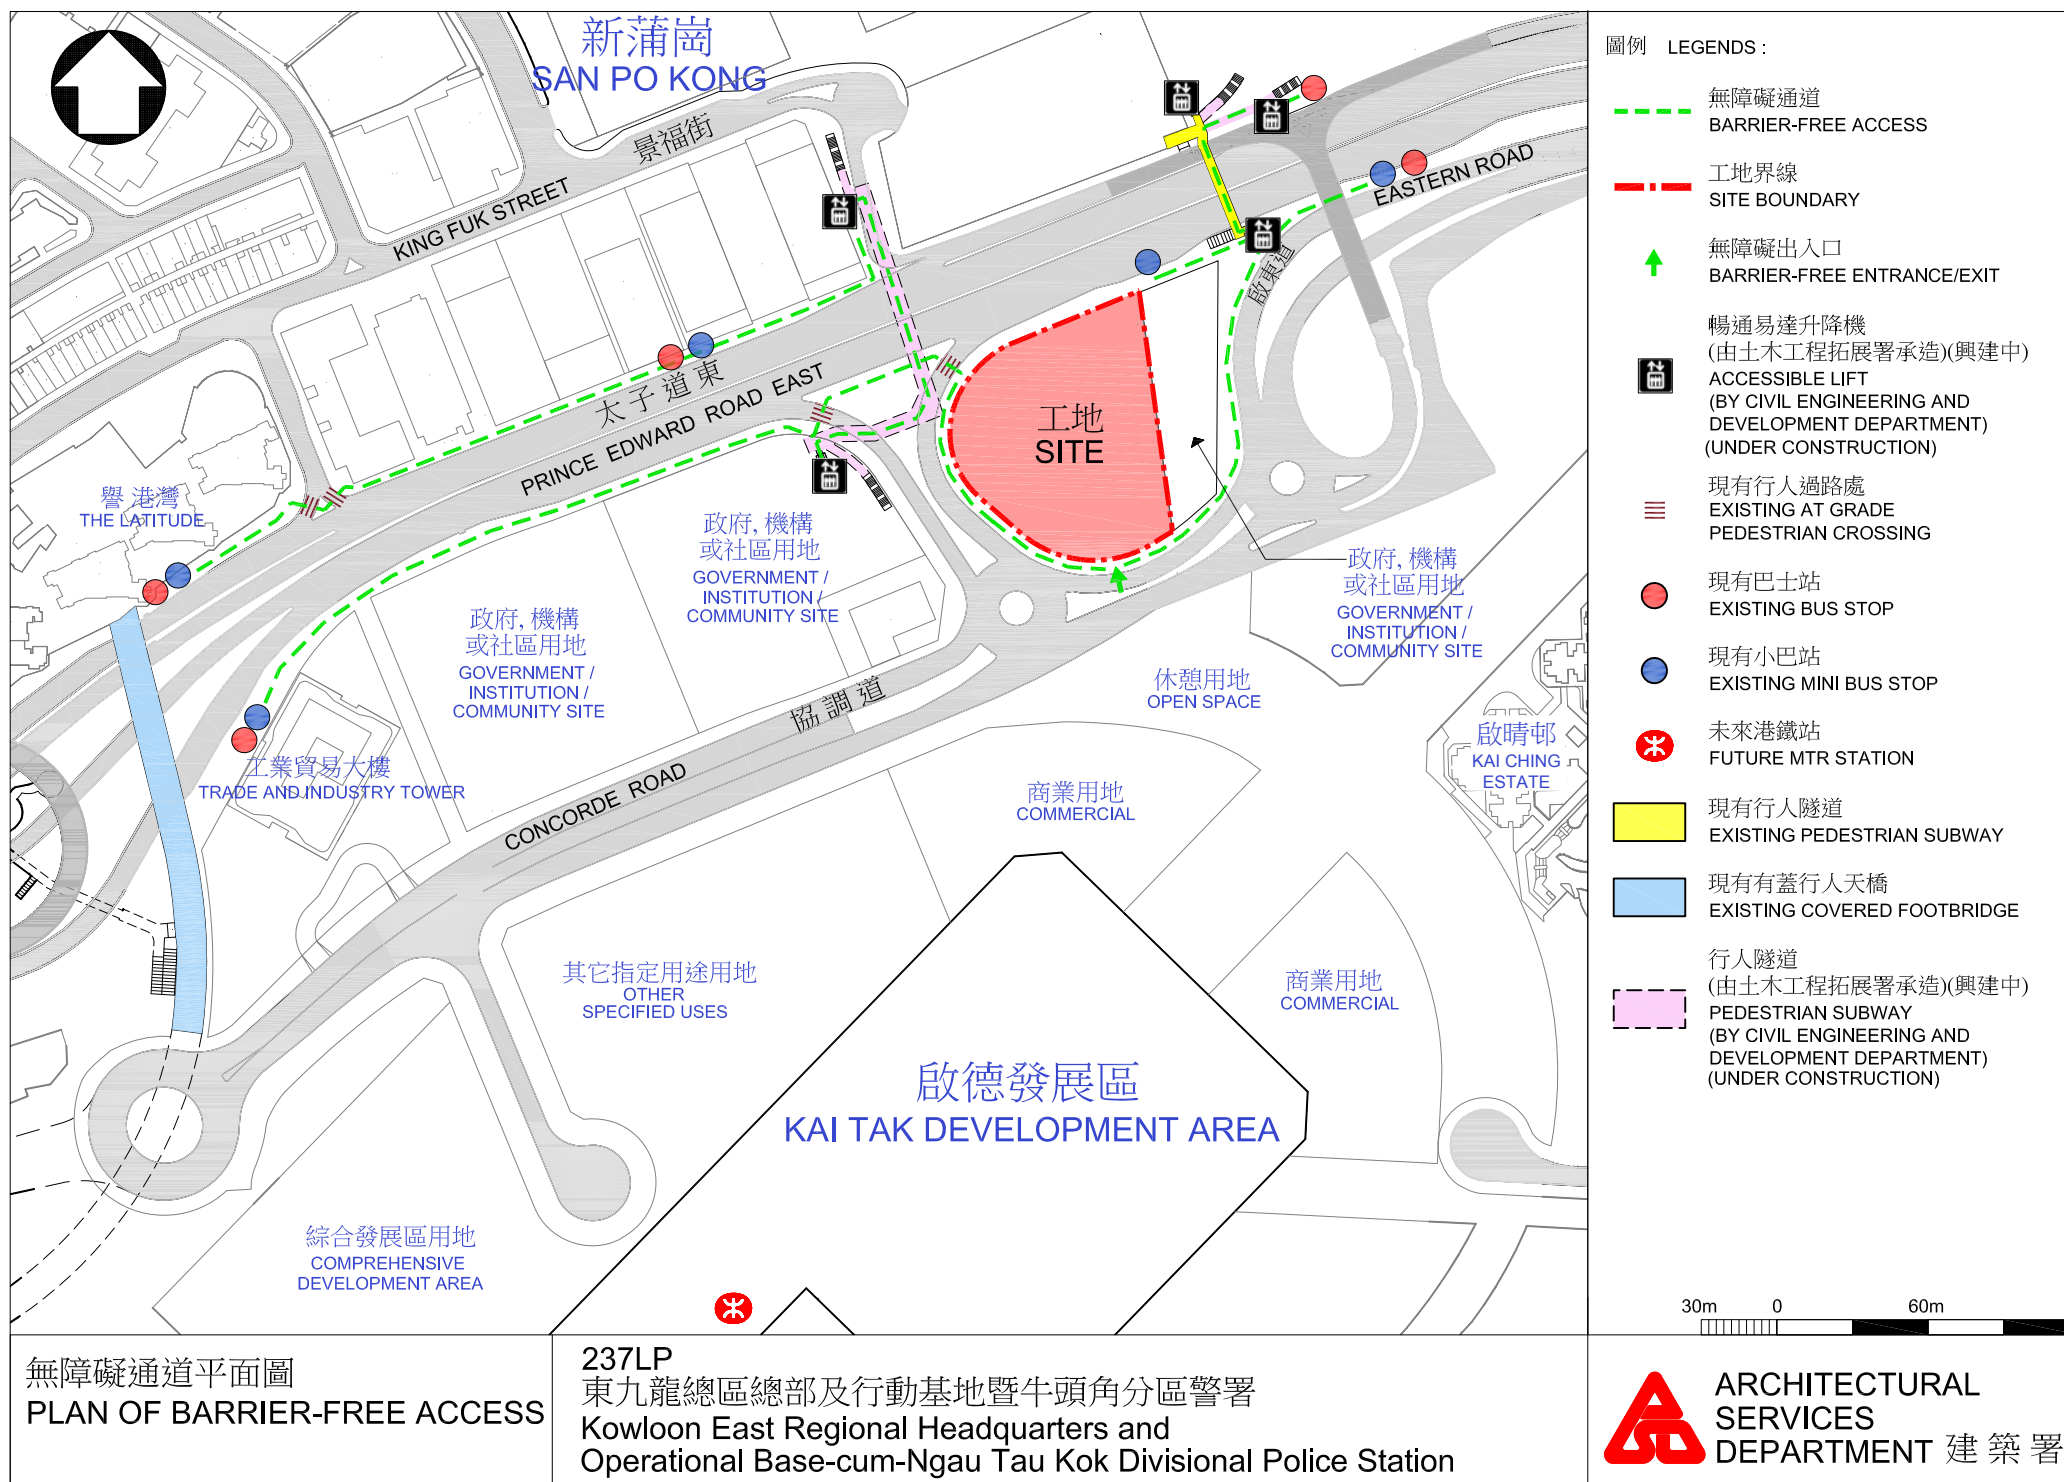 新蒲崗
SAN PO KONG
景福街
KING FUK STREET
EASTERN ROAD
啟東道
太子道東
PRINCE EDWARD ROAD EAST
工地
SITE
譽港灣
THE LATITUDE
政府, 機構
或社區用地
GOVERNMENT /
INSTITUTION /
COMMUNITY SITE
政府, 機構
或社區用地
GOVERNMENT /
INSTITUTION /
COMMUNITY SITE
政府, 機構
或社區用地
GOVERNMENT /
INSTITUTION /
COMMUNITY SITE
休憩用地
OPEN SPACE
協調道
CONCORDE ROAD
工業貿易大樓
TRADE AND INDUSTRY TOWER
啟晴邨
KAI CHING
ESTATE
商業用地
COMMERCIAL
其它指定用途用地
OTHER
SPECIFIED USES
商業用地
COMMERCIAL
啟德發展區
KAI TAK DEVELOPMENT AREA
綜合發展區用地
COMPREHENSIVE
DEVELOPMENT AREA
圖例 LEGENDS :
無障礙通道
BARRIER-FREE ACCESS
工地界線
SITE BOUNDARY
無障礙出入口
BARRIER-FREE ENTRANCE/EXIT
暢通易達升降機
(由土木工程拓展署承造)(興建中)
ACCESSIBLE LIFT
(BY CIVIL ENGINEERING AND
DEVELOPMENT DEPARTMENT)
(UNDER CONSTRUCTION)
現有行人過路處
EXISTING AT GRADE
PEDESTRIAN CROSSING
現有巴士站
EXISTING BUS STOP
現有小巴站
EXISTING MINI BUS STOP
未來港鐵站
FUTURE MTR STATION
現有行人隧道
EXISTING PEDESTRIAN SUBWAY
現有有蓋行人天橋
EXISTING COVERED FOOTBRIDGE
行人隧道
(由土木工程拓展署承造)(興建中)
PEDESTRIAN SUBWAY
(BY CIVIL ENGINEERING AND
DEVELOPMENT DEPARTMENT)
(UNDER CONSTRUCTION)
30m 0 60m
無障礙通道平面圖
PLAN OF BARRIER-FREE ACCESS
237LP
東九龍總區總部及行動基地暨牛頭角分區警署
Kowloon East Regional Headquarters and
Operational Base-cum-Ngau Tau Kok Divisional Police Station
ARCHITECTURAL
SERVICES
DEPARTMENT 建築署